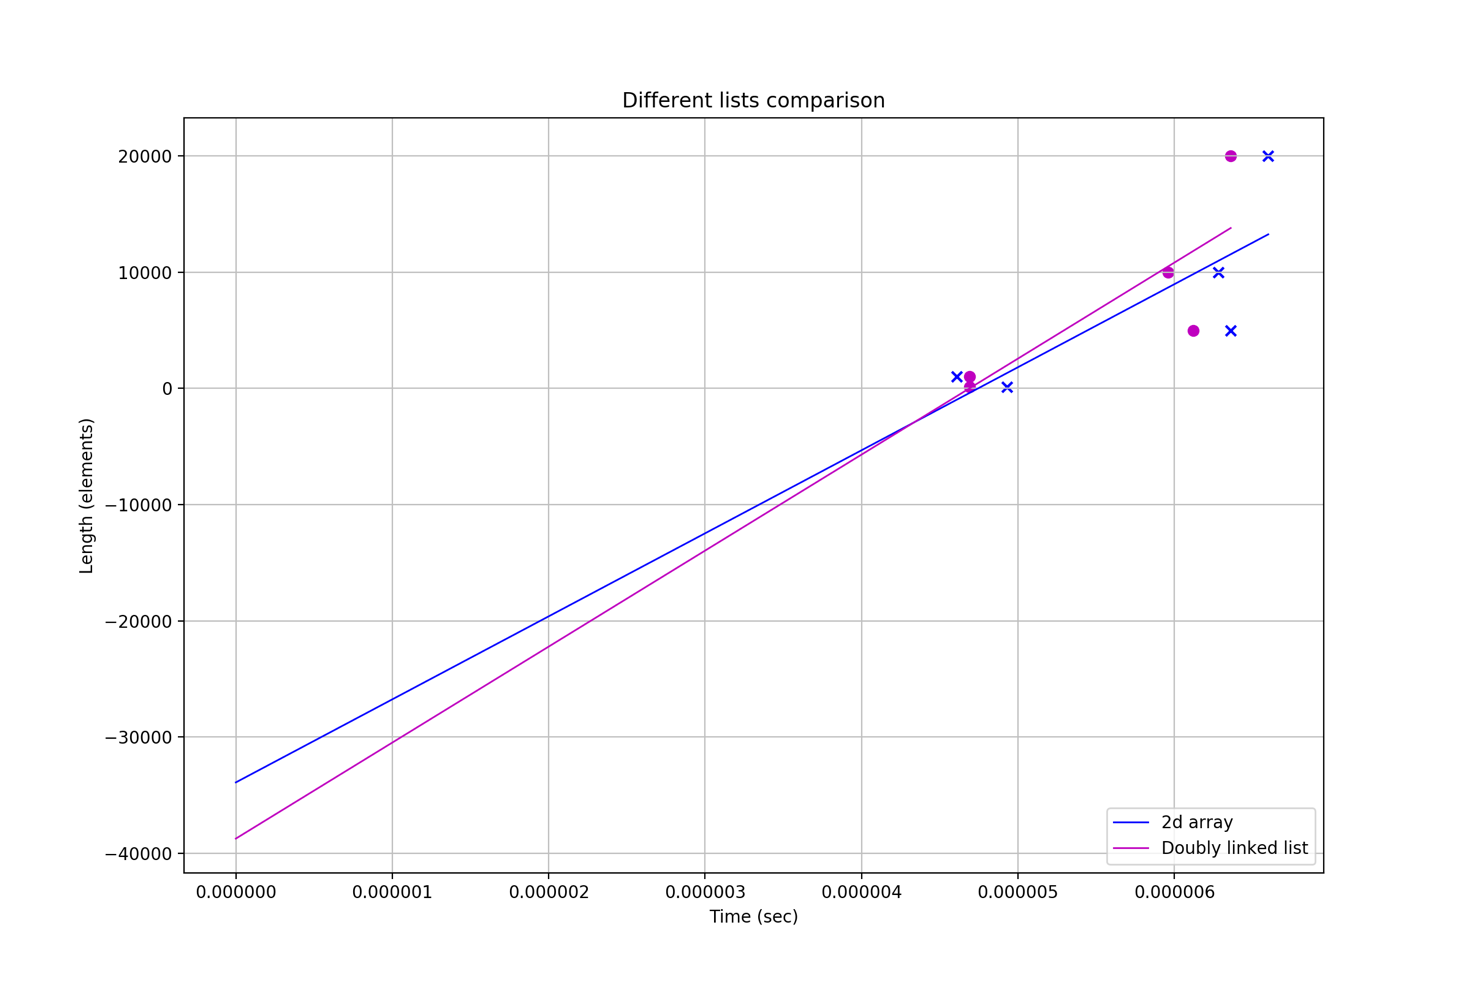 Different lists comparison
20000
10000
0
−10000
−20000
−30000
−40000
Length (elements)
0.000000 0.000001 0.000002 0.000003 0.000004 0.000005 0.000006
Time (sec)
2d array
Doubly linked list